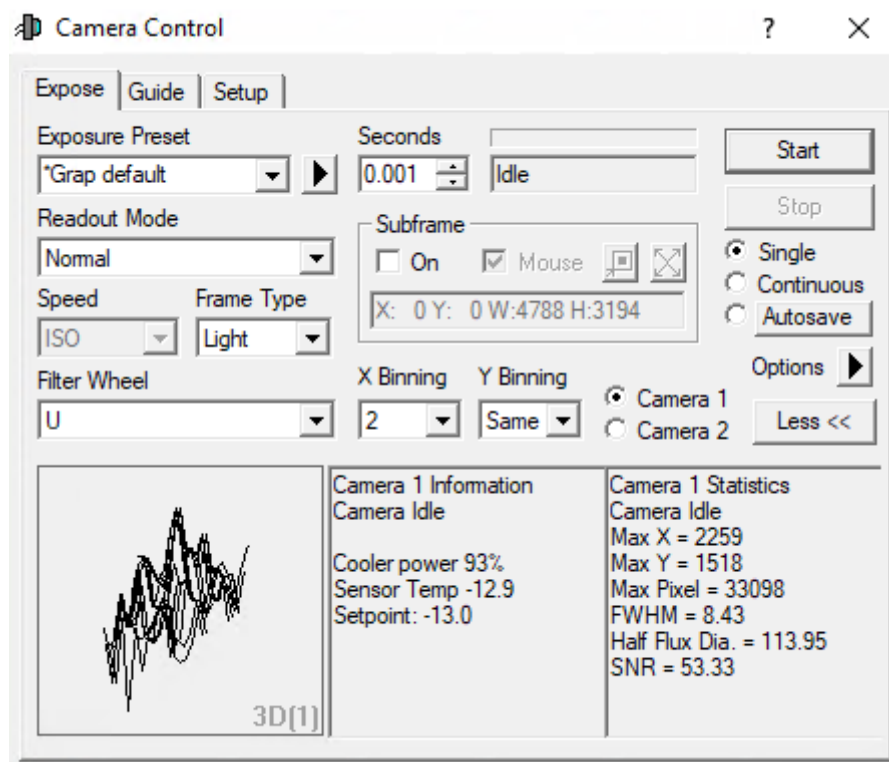 Camera Control ?
Expose Guide Setup
Exposure Preset Seconds
*Grap default 0.001 Idle Start
Readout Mode Subframe Stop
Normal On Mouse Single
Speed Frame Type Continuous
ISO Light X: 0 Y: 0 W:4788 H:3194 Autosave
Filter Wheel X Binning Y Binning Options
U 2 Same Camera 1
Camera 2 Less <<
Camera 1 Information
Camera Idle
Cooler power 93%
Sensor Temp -12.9
Setpoint: -13.0
Camera 1 Statistics
Camera Idle
Max X = 2259
Max Y = 1518
Max Pixel = 33098
FWHM = 8.43
Half Flux Dia. = 113.95
SNR = 53.33
3D(1)